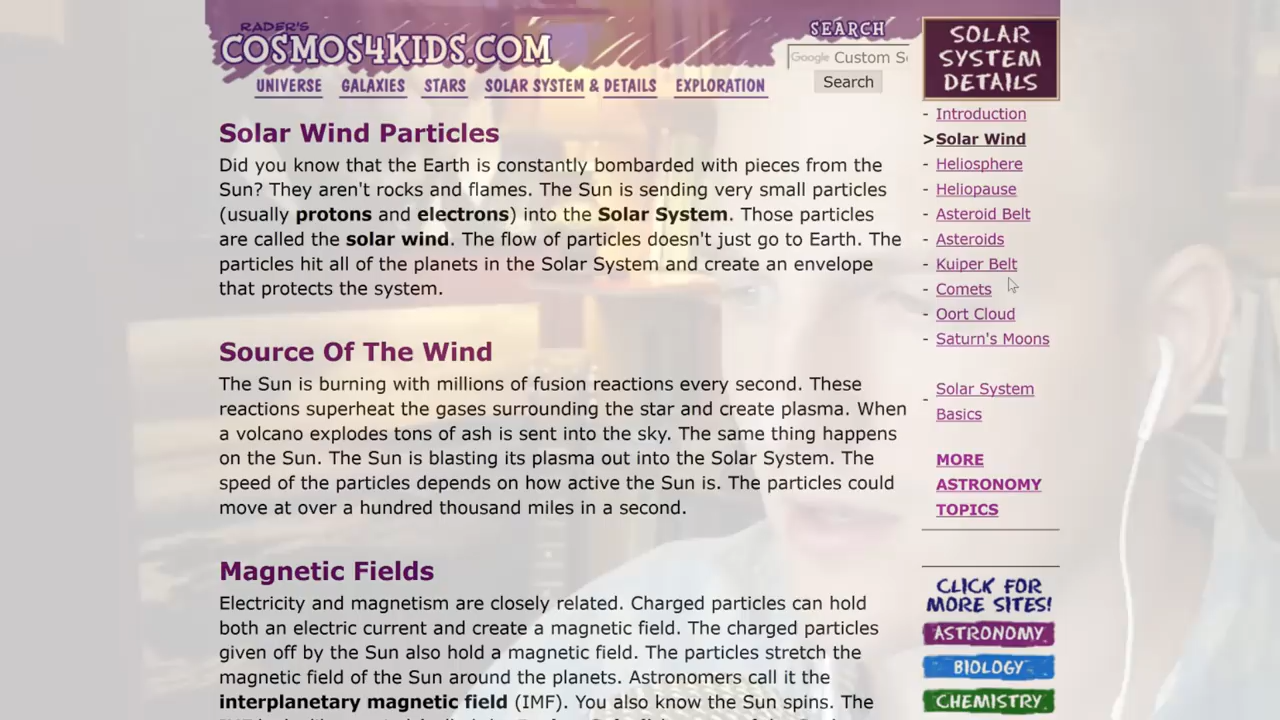 RADER'S
COSMOS4KIDS.COM
SEARCH
Google Custom S
Search
UNIVERSE GALAXIES STARS SOLAR SYSTEM & DETAILS EXPLORATION
Solar Wind Particles
Did you know that the Earth is constantly bombarded with pieces from the
Sun? They aren't rocks and flames. The Sun is sending very small particles
(usually protons and electrons) into the Solar System. Those particles
are called the solar wind. The flow of particles doesn't just go to Earth. The
particles hit all of the planets in the Solar System and create an envelope
that protects the system.
Source Of The Wind
The Sun is burning with millions of fusion reactions every second. These
reactions superheat the gases surrounding the star and create plasma. When
a volcano explodes tons of ash is sent into the sky. The same thing happens
on the Sun. The Sun is blasting its plasma out into the Solar System. The
speed of the particles depends on how active the Sun is. The particles could
move at over a hundred thousand miles in a second.
Magnetic Fields
Electricity and magnetism are closely related. Charged particles can hold
both an electric current and create a magnetic field. The charged particles
given off by the Sun also hold a magnetic field. The particles stretch the
magnetic field of the Sun around the planets. Astronomers call it the
interplanetary magnetic field (IMF). You also know the Sun spins. The
SOLAR
SYSTEM
DETAILS
- Introduction
>Solar Wind
- Heliosphere
- Heliopause
- Asteroid Belt
- Asteroids
- Kuiper Belt
- Comets
- Oort Cloud
- Saturn's Moons
- Solar System
Basics
MORE
ASTRONOMY
TOPICS
CLICK FOR
MORE SITES!
ASTRONOMY
BIOLOGY
CHEMISTRY